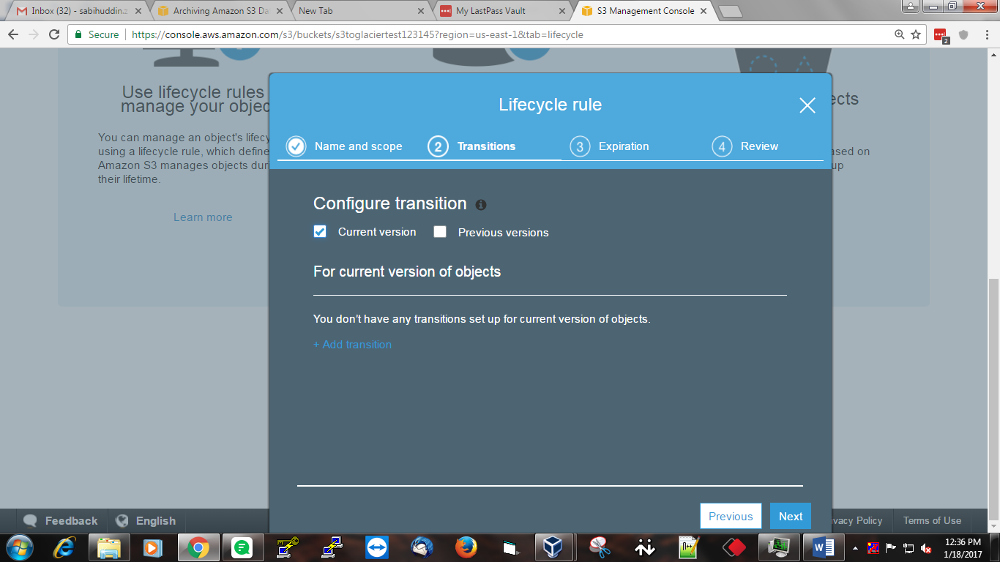 Inbox (32) - sabihuddin.z
Archiving Amazon S3 Da
New Tab
My LastPass Vault
S3 Management Console
Secure
https://console.aws.amazon.com/s3/buckets/s3toglaciertest123145?region=us-east-1&tab=lifecycle
2
Use lifecycle rules
manage your objec
ects
You can manage an object's lifecy
using a lifecycle rule, which define
ased on
Amazon S3 manages objects duri
up
their lifetime.
Learn more
Lifecycle rule
Name and scope
2 Transitions
3 Expiration
4 Review
Configure transition
Current version
Previous versions
For current version of objects
You don't have any transitions set up for current version of objects.
+ Add transition
Previous
Next
Feedback
English
ivacy Policy
Terms of Use
12:36 PM
1/18/2017